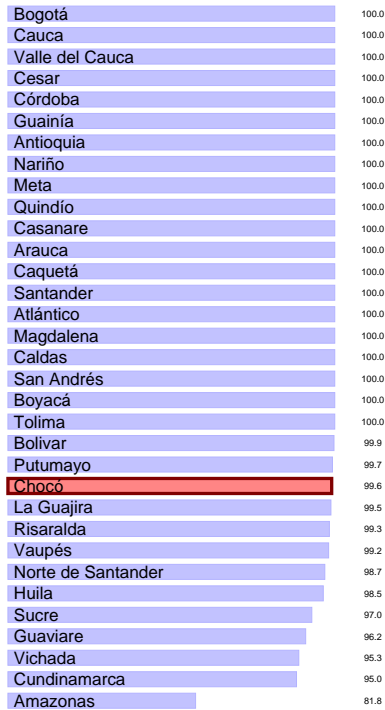 Bogotá 100.0
Cauca 100.0
Valle del Cauca 100.0
Cesar 100.0
Córdoba 100.0
Guainía 100.0
Antioquia 100.0
Nariño 100.0
Meta 100.0
Quindío 100.0
Casanare 100.0
Arauca 100.0
Caquetá 100.0
Santander 100.0
Atlántico 100.0
Magdalena 100.0
Caldas 100.0
San Andrés 100.0
Boyacá 100.0
Tolima 100.0
Bolivar 99.9
Putumayo 99.7
Chocó 99.6
La Guajira 99.5
Risaralda 99.3
Vaupés 99.2
Norte de Santander 98.7
Huila 98.5
Sucre 97.0
Guaviare 96.2
Vichada 95.3
Cundinamarca 95.0
Amazonas 81.8